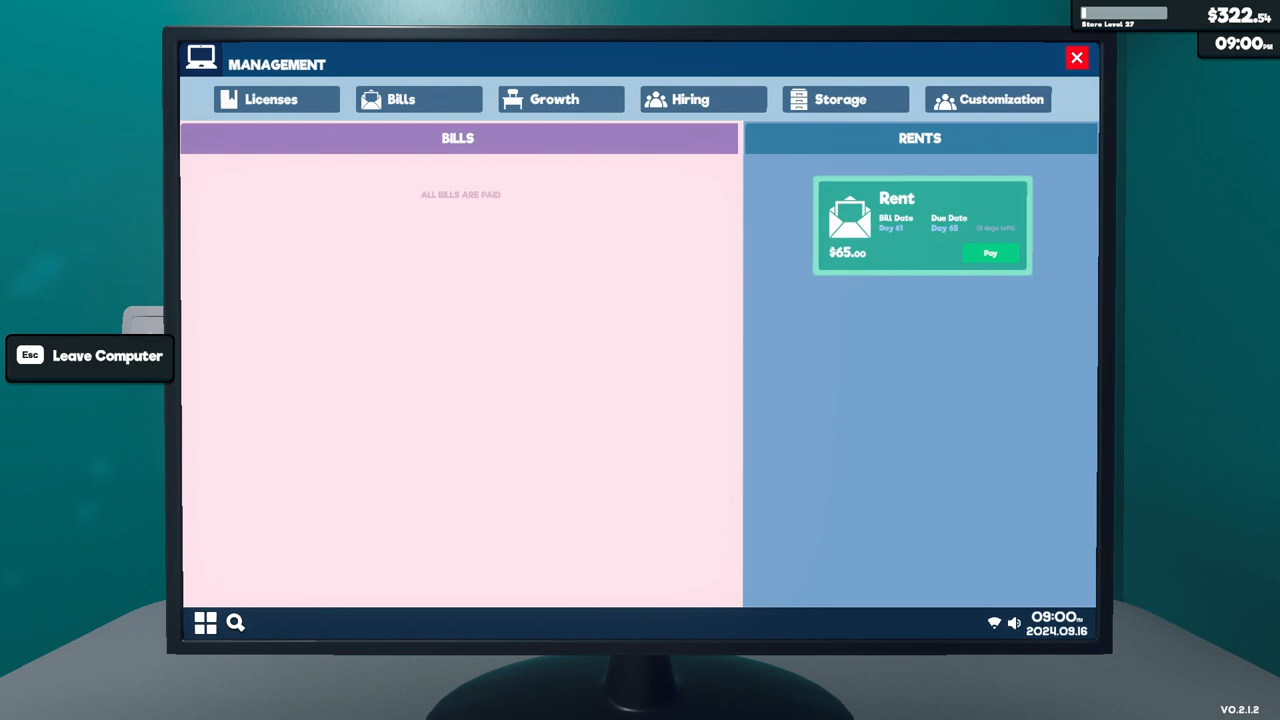 Store Level 27
$322.54
09:00PM
MANAGEMENT
Licenses
Bills
Growth
Hiring
Storage
Customization
BILLS
RENTS
ALL BILLS ARE PAID
Rent
Bill Date
Due Date
Day 61
Day 65
days left)
$65.00
Pay
Esc
Leave Computer
09:00PM
2024.09.16
V0.2.1.2